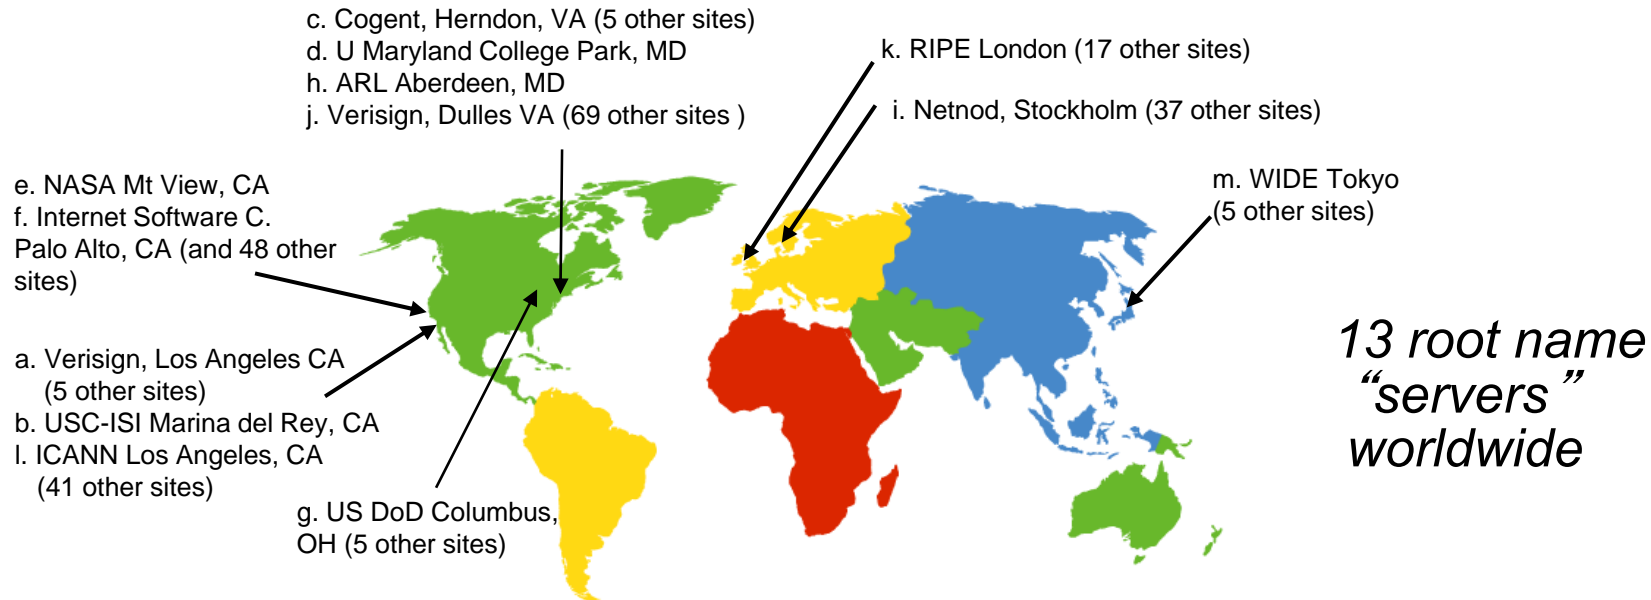 c. Cogent, Herndon, VA (5 other sites)
d. U Maryland College Park, MD
h. ARL Aberdeen, MD
j. Verisign, Dulles VA (69 other sites )
k. RIPE London (17 other sites)
i. Netnod, Stockholm (37 other sites)
m. WIDE Tokyo
(5 other sites)
e. NASA Mt View, CA
f. Internet Software C.
Palo Alto, CA (and 48 other
sites)
a. Verisign, Los Angeles CA
(5 other sites)
b. USC-ISI Marina del Rey, CA
l. ICANN Los Angeles, CA
(41 other sites)
g. US DoD Columbus,
OH (5 other sites)
13 root name
“servers”
worldwide